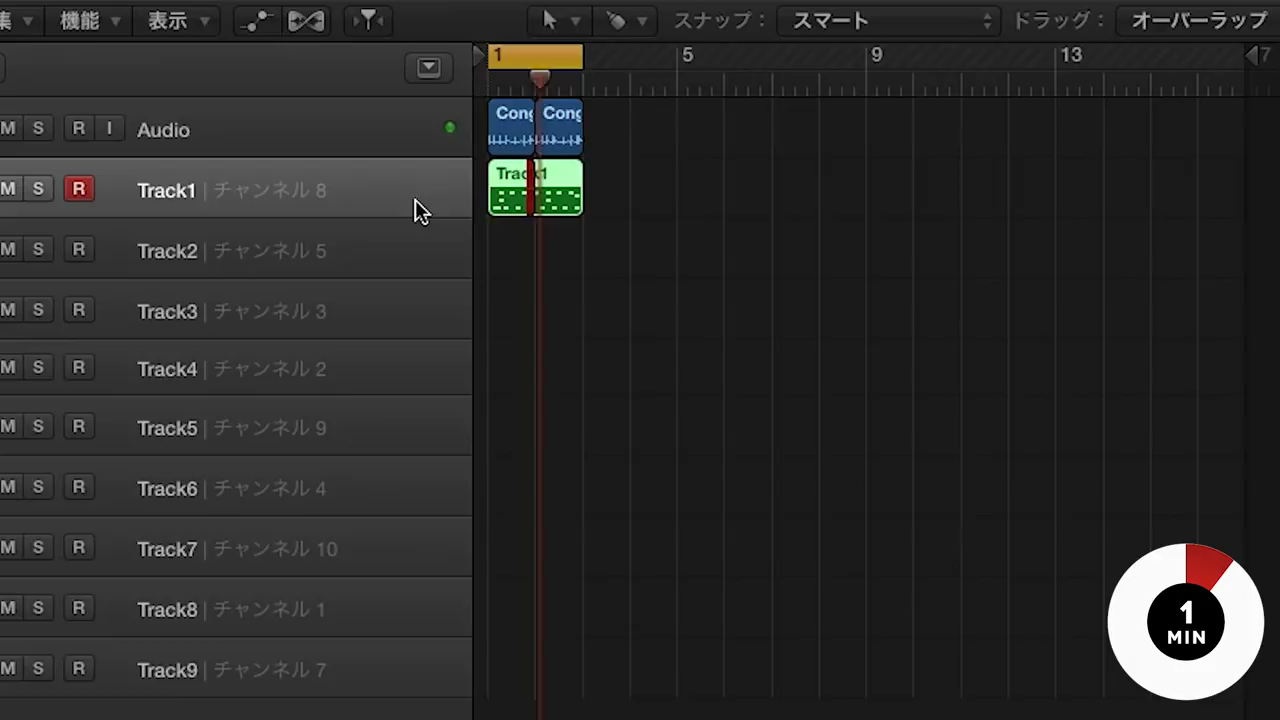 集 機能 表示 スナップ： スマート ドラッグ： オーバーラップ
1 5 9 13 17
M S R I Audio Cong Cong
M S R Track1 | チャンネル 8 Track1
M S R Track2 | チャンネル 5
M S R Track3 | チャンネル 3
M S R Track4 | チャンネル 2
M S R Track5 | チャンネル 9
M S R Track6 | チャンネル 4
M S R Track7 | チャンネル 10
M S R Track8 | チャンネル 1
M S R Track9 | チャンネル 7
1
MIN